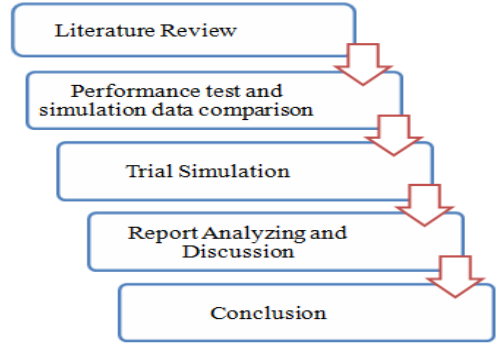 Literature Review
Performance test and
simulation data comparison
Trial Simulation
Report Analyzing and
Discussion
Conclusion